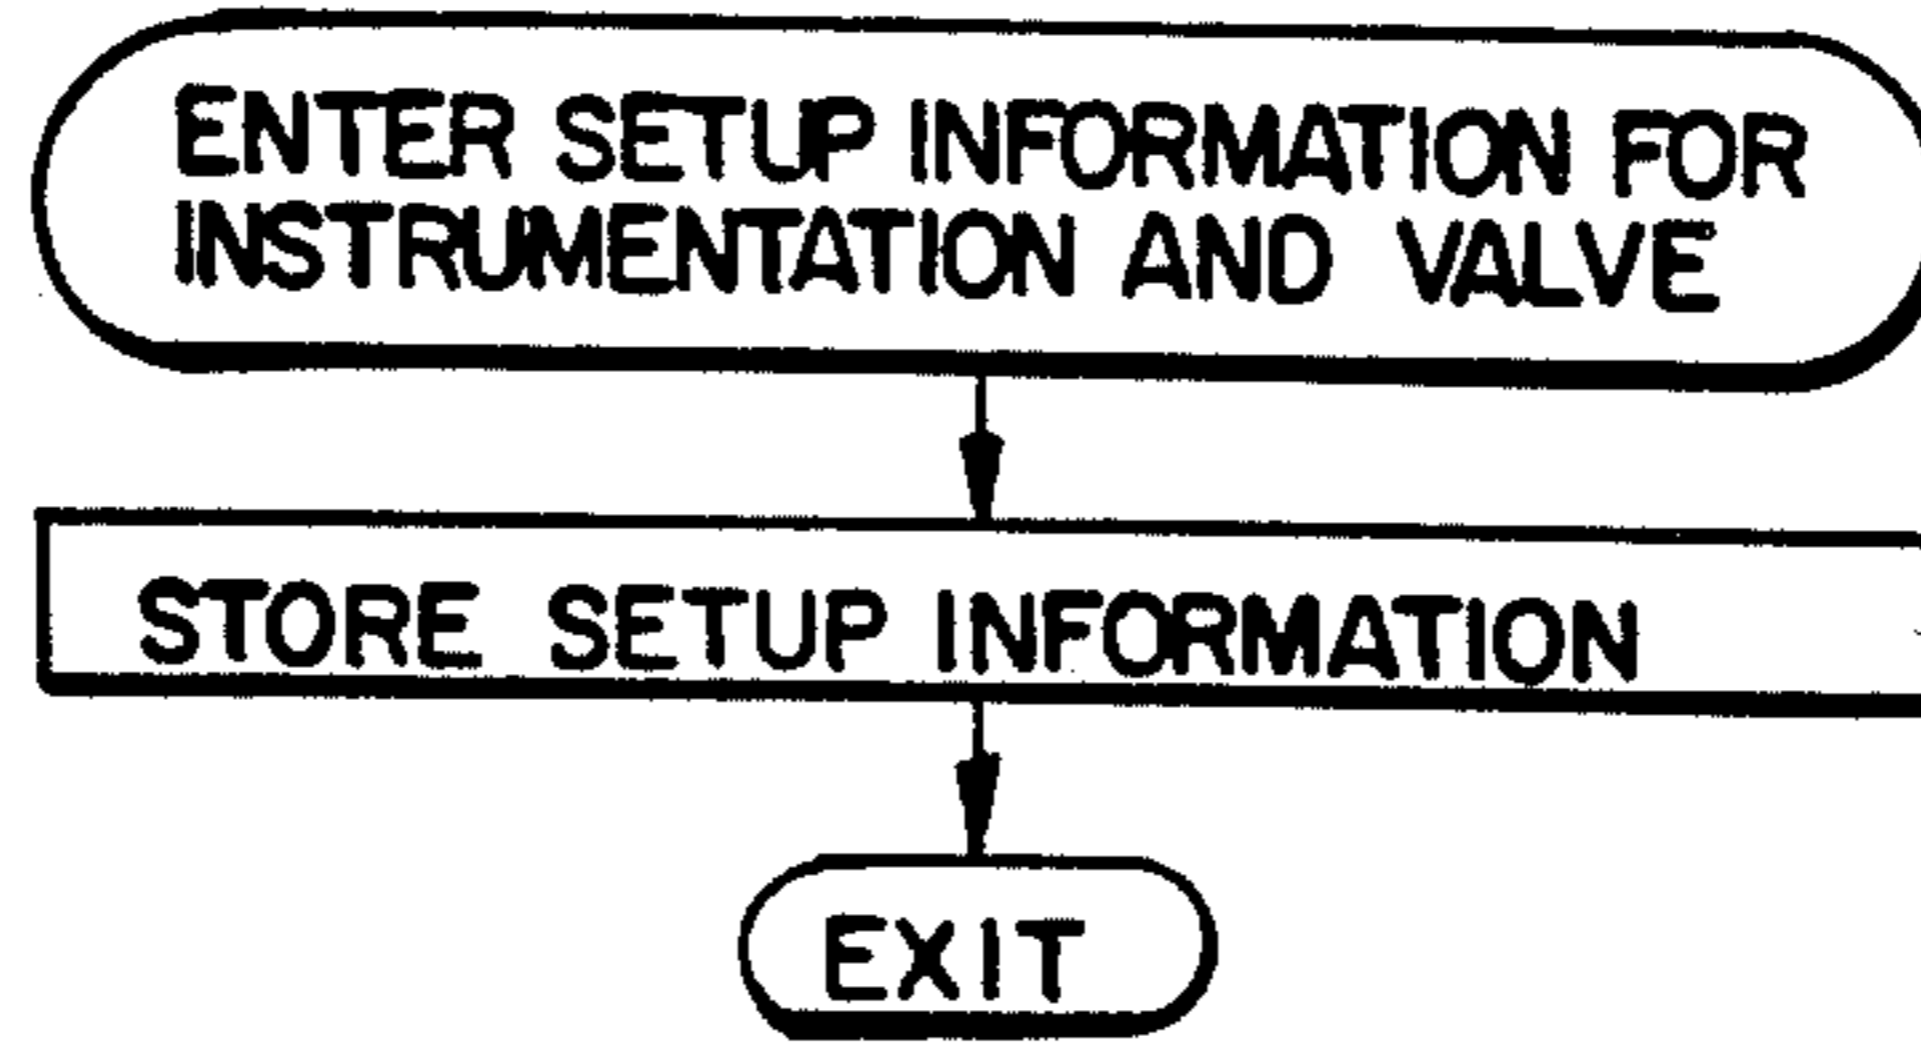 ENTER SETUP INFORMATION FOR
INSTRUMENTATION AND VALVE
STORE SETUP INFORMATION
EXIT